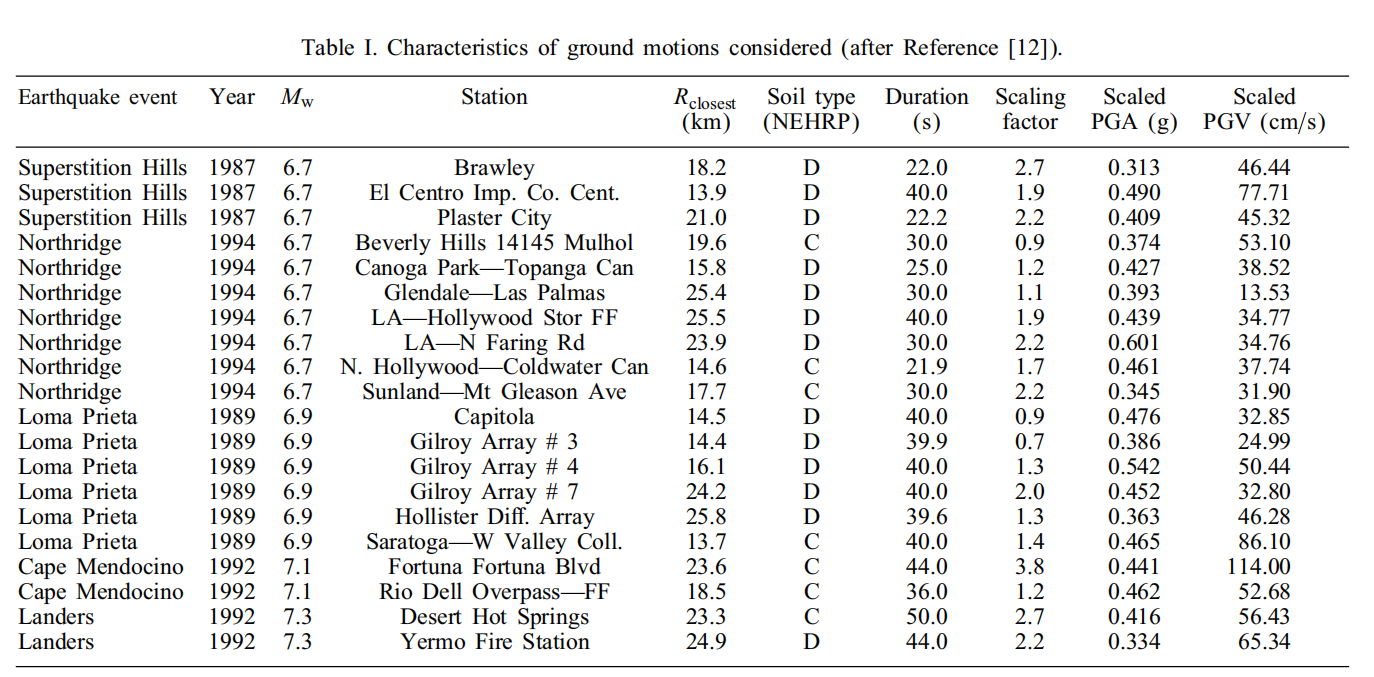 Table I. Characteristics of ground motions considered (after Reference [12]).
Earthquake event Year Mw Station Rclosest Soil type Duration Scaling Scaled Scaled
(km) (NEHRP) (s) factor PGA (g) PGV (cm/s)
Superstition Hills 1987 6.7 Brawley 18.2 D 22.0 2.7 0.313 46.44
Superstition Hills 1987 6.7 El Centro Imp. Co. Cent. 13.9 D 40.0 1.9 0.490 77.71
Superstition Hills 1987 6.7 Plaster City 21.0 D 22.2 2.2 0.409 45.32
Northridge 1994 6.7 Beverly Hills 14145 Mulhol 19.6 C 30.0 0.9 0.374 53.10
Northridge 1994 6.7 Canoga Park—Topanga Can 15.8 D 25.0 1.2 0.427 38.52
Northridge 1994 6.7 Glendale—Las Palmas 25.4 D 30.0 1.1 0.393 13.53
Northridge 1994 6.7 LA—Hollywood Stor FF 25.5 D 40.0 1.9 0.439 34.77
Northridge 1994 6.7 LA—N Faring Rd 23.9 D 30.0 2.2 0.601 34.76
Northridge 1994 6.7 N. Hollywood—Coldwater Can 14.6 C 21.9 1.7 0.461 37.74
Northridge 1994 6.7 Sunland—Mt Gleason Ave 17.7 C 30.0 2.2 0.345 31.90
Loma Prieta 1989 6.9 Capitola 14.5 D 40.0 0.9 0.476 32.85
Loma Prieta 1989 6.9 Gilroy Array # 3 14.4 D 39.9 0.7 0.386 24.99
Loma Prieta 1989 6.9 Gilroy Array # 4 16.1 D 40.0 1.3 0.542 50.44
Loma Prieta 1989 6.9 Gilroy Array # 7 24.2 D 40.0 2.0 0.452 32.80
Loma Prieta 1989 6.9 Hollister Diff. Array 25.8 D 39.6 1.3 0.363 46.28
Loma Prieta 1989 6.9 Saratoga—W Valley Coll. 13.7 C 40.0 1.4 0.465 86.10
Cape Mendocino 1992 7.1 Fortuna Fortuna Blvd 23.6 C 44.0 3.8 0.441 114.00
Cape Mendocino 1992 7.1 Rio Dell Overpass—FF 18.5 C 36.0 1.2 0.462 52.68
Landers 1992 7.3 Desert Hot Springs 23.3 C 50.0 2.7 0.416 56.43
Landers 1992 7.3 Yermo Fire Station 24.9 D 44.0 2.2 0.334 65.34